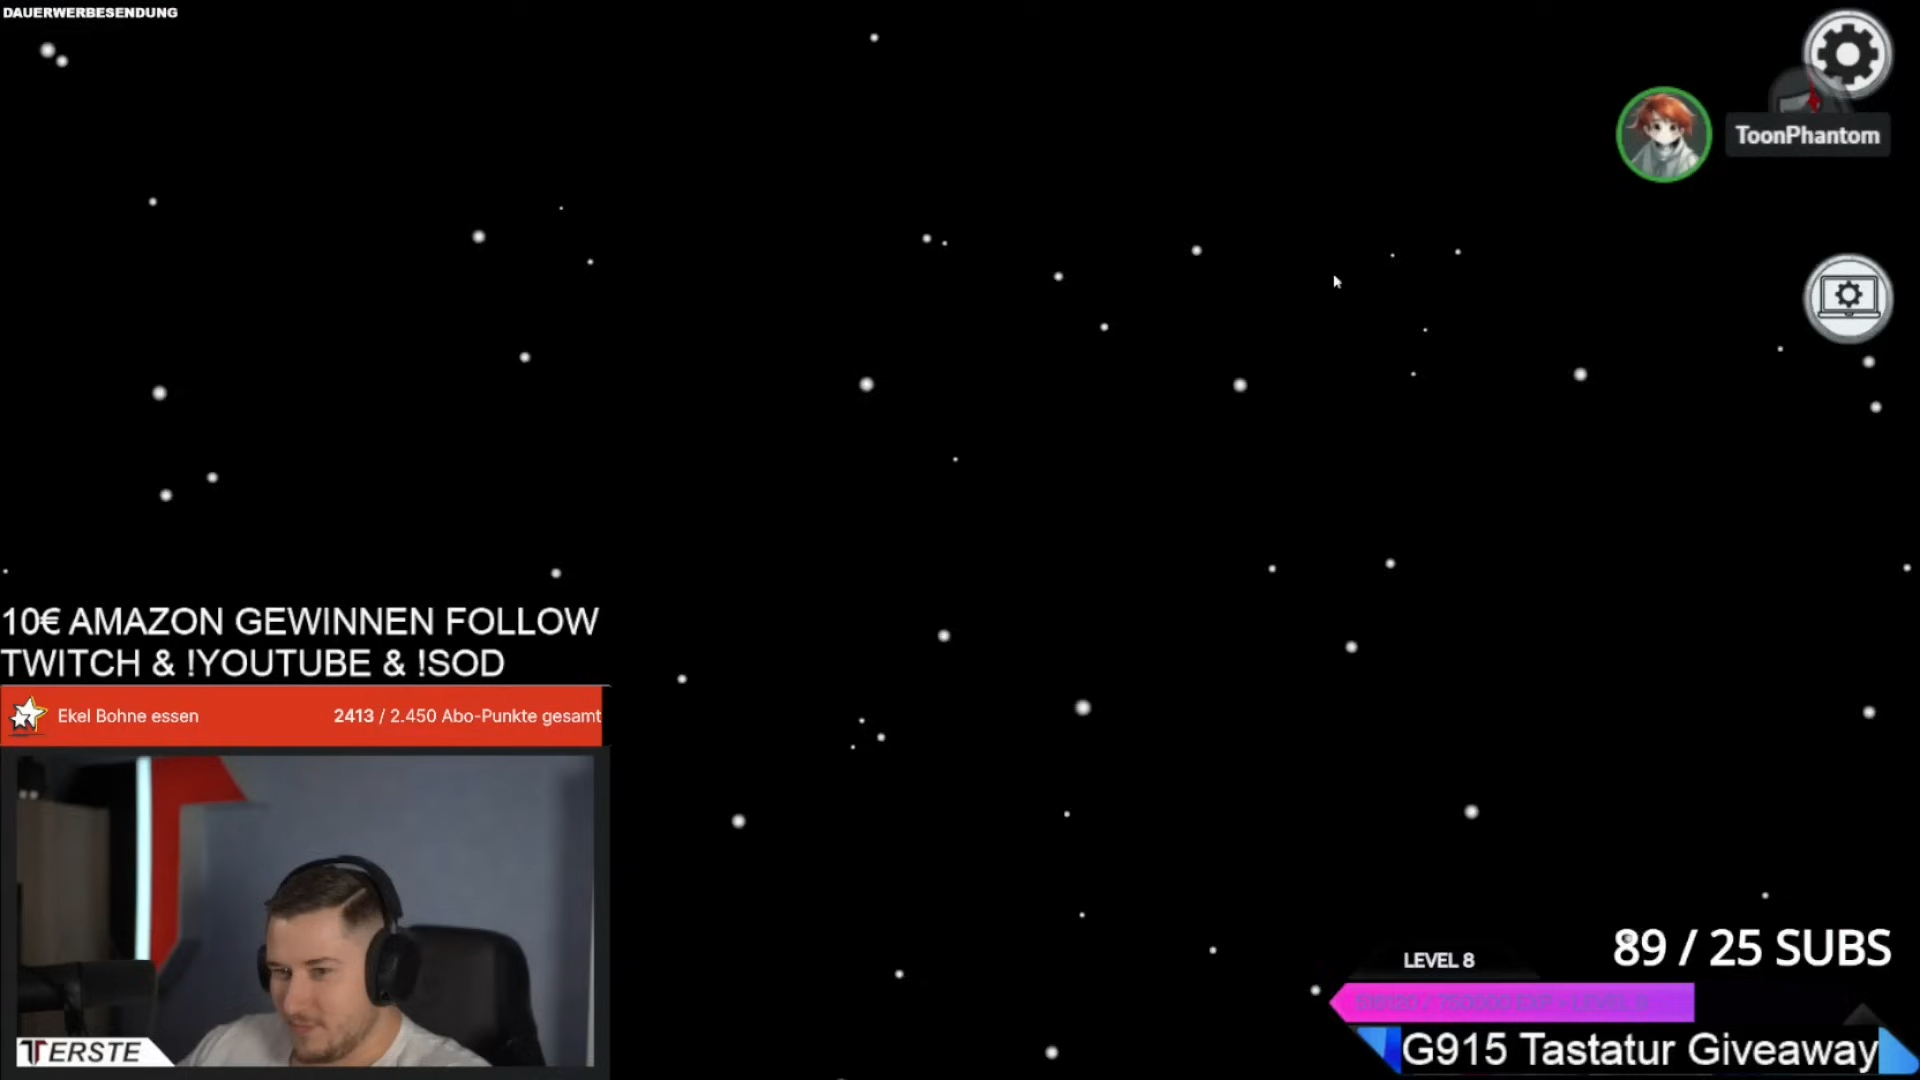 DAUERWERBESENDUNG
ToonPhantom
10€ AMAZON GEWINNEN FOLLOW
TWITCH & !YOUTUBE & !SOD
Ekel Bohne essen 2413 / 2.450 Abo-Punkte gesamt
89 / 25 SUBS
LEVEL 8
G915 Tastatur Giveaway
TERSTE